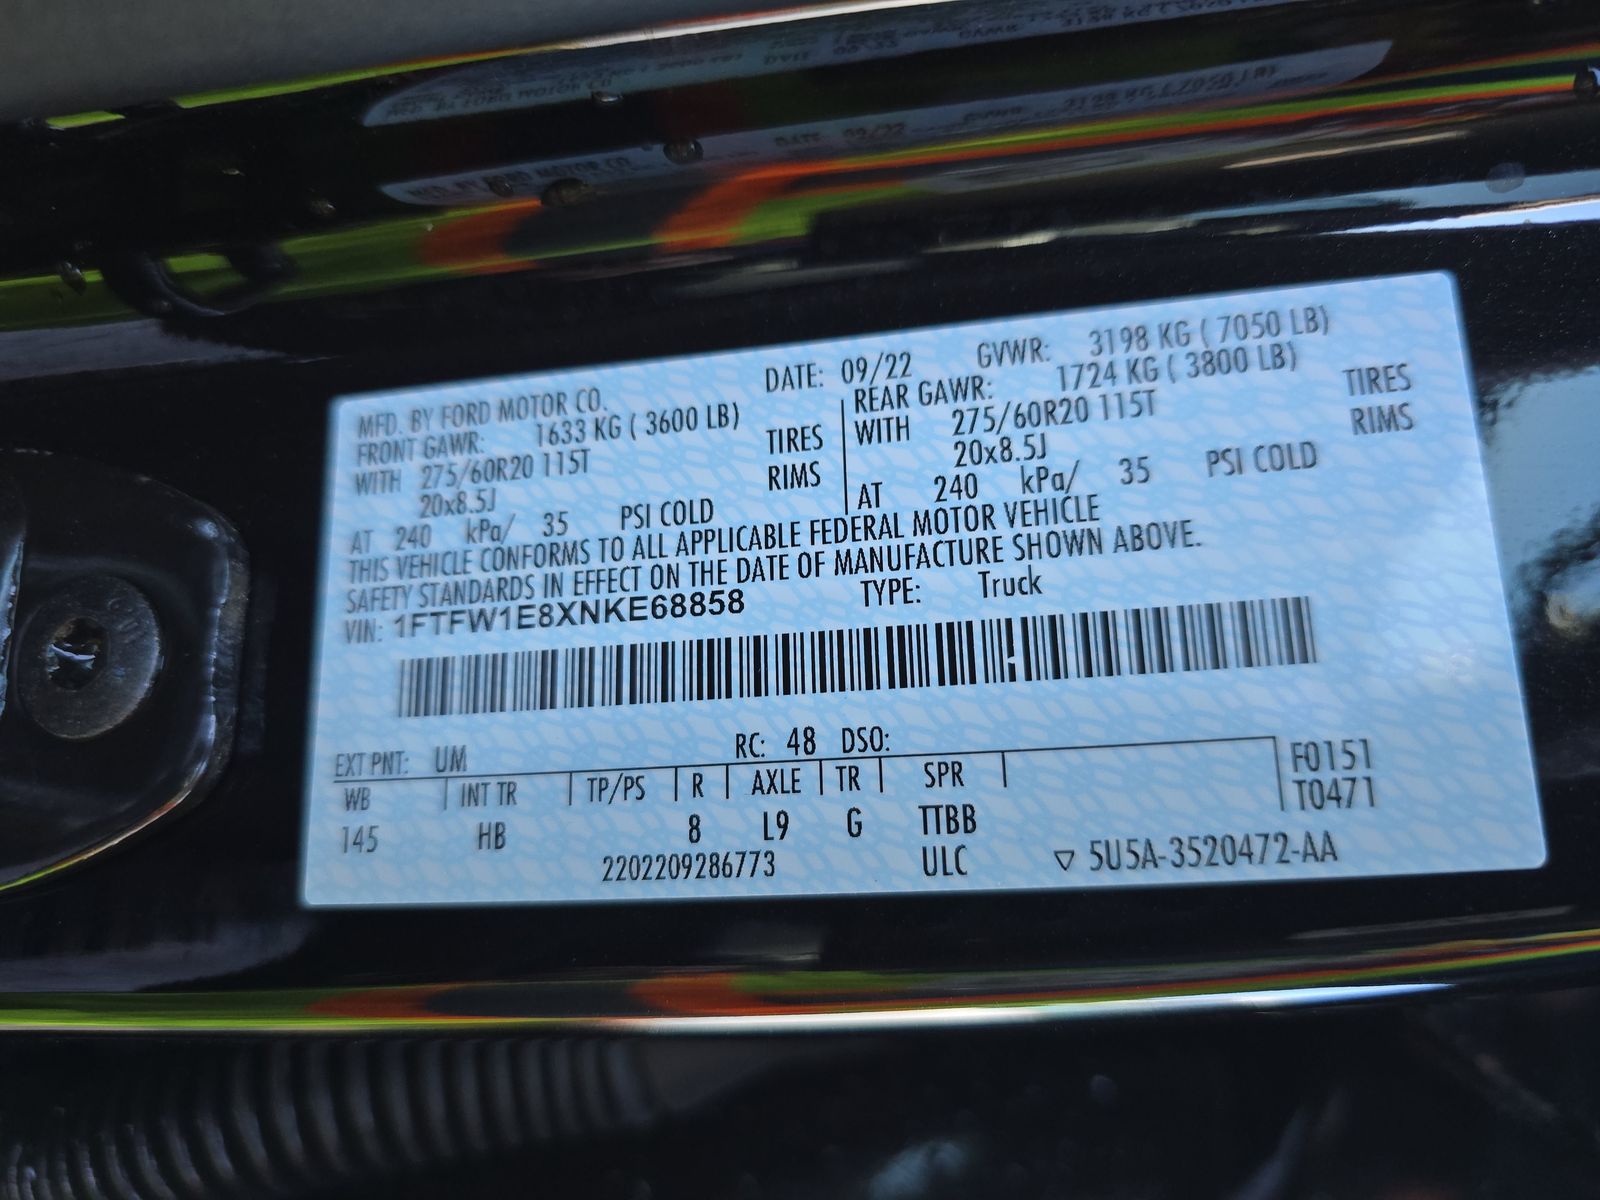 MFD. BY FORD MOTOR CO. DATE: 09/22 GVWR: 3198 KG ( 7050 LB)
FRONT GAWR: 1633 KG ( 3600 LB) REAR GAWR: 1724 KG ( 3800 LB)
WITH 275/60R20 115T TIRES WITH 275/60R20 115T TIRES
20x8.5J RIMS 20x8.5J RIMS
AT 240 kPa/ 35 PSI COLD AT 240 kPa/ 35 PSI COLD
THIS VEHICLE CONFORMS TO ALL APPLICABLE FEDERAL MOTOR VEHICLE
SAFETY STANDARDS IN EFFECT ON THE DATE OF MANUFACTURE SHOWN ABOVE.
VIN: 1FTFW1E8XNKE68858 TYPE: Truck
EXT PNT: UM RC: 48 DSO:
WB INT TR TP/PS R AXLE TR SPR F0151
T0471
145 HB 8 L9 G TTBB
2202209286773 ULC ▽ 5U5A-3520472-AA